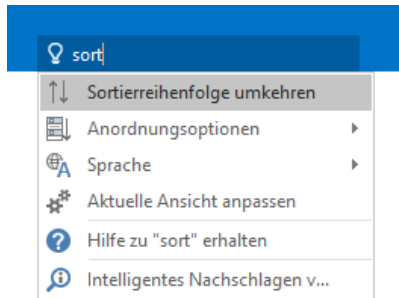 sort
Sortierreihenfolge umkehren
Anordnungsoptionen
Sprache
Aktuelle Ansicht anpassen
Hilfe zu "sort" erhalten
Intelligentes Nachschlagen v...